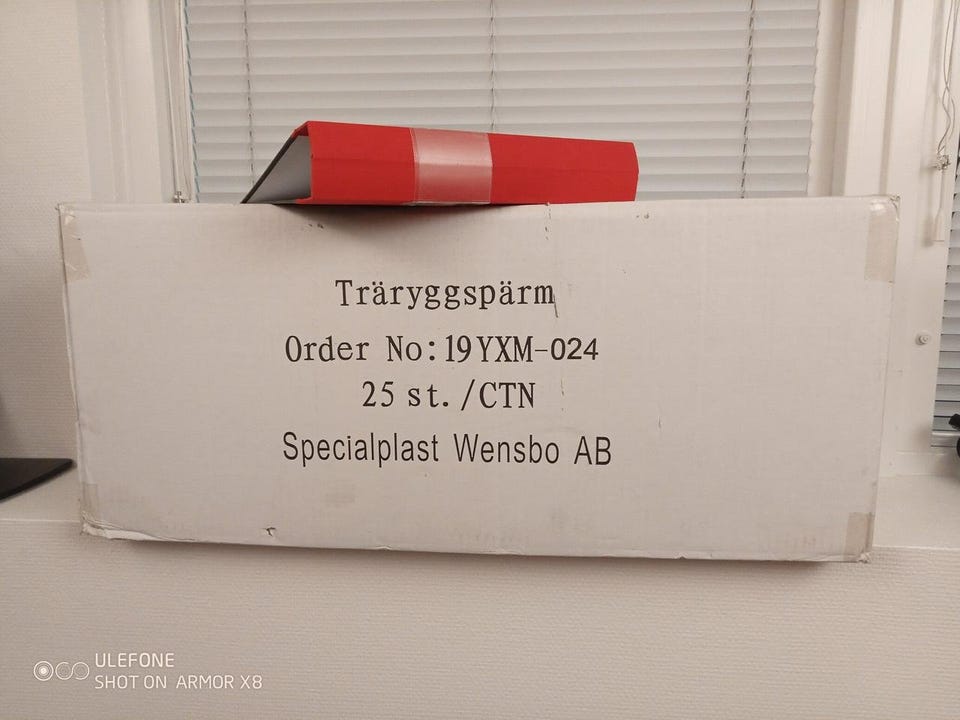 Träryggspärm
Order No:19YXM-024
25 st./CTN
Specialplast Wensbo AB
ULEFONE
SHOT ON ARMOR X8